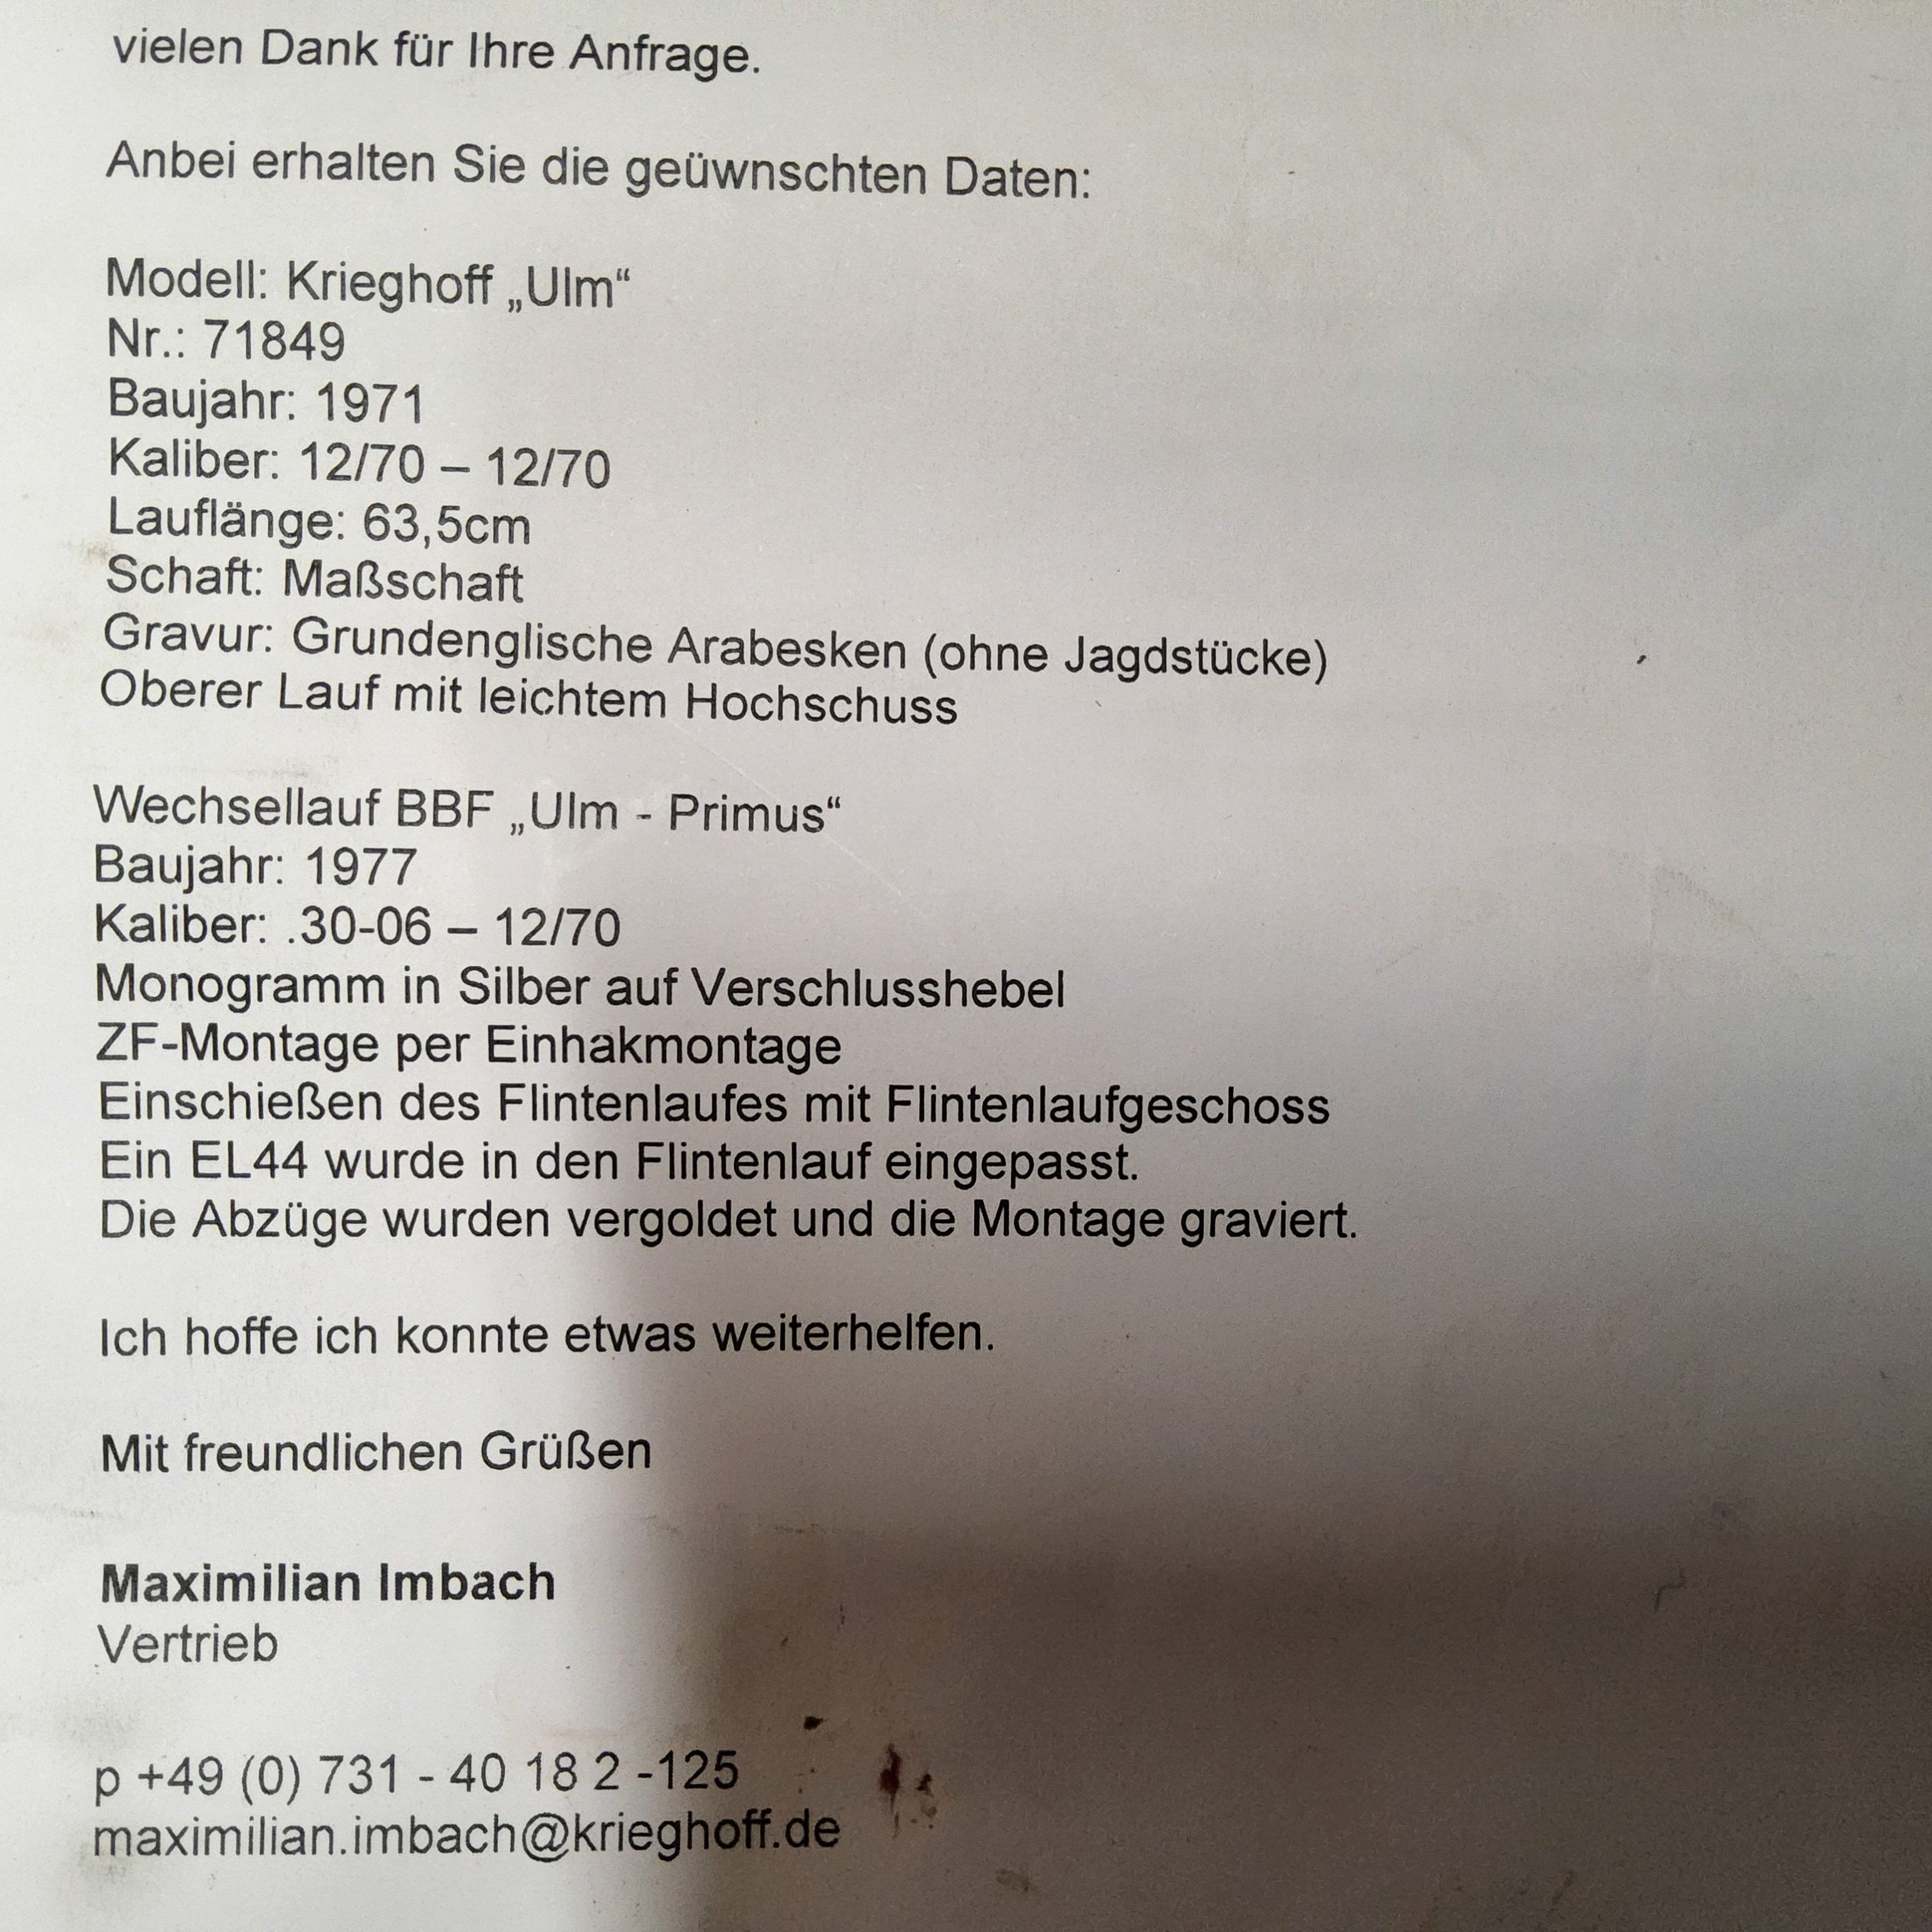 vielen Dank für Ihre Anfrage.
Anbei erhalten Sie die geüwnschten Daten:
Modell: Krieghoff „Ulm“
Nr.: 71849
Baujahr: 1971
Kaliber: 12/70 – 12/70
Lauflänge: 63,5cm
Schaft: Maßschaft
Gravur: Grundenglische Arabesken (ohne Jagdstücke)
Oberer Lauf mit leichtem Hochschuss
Wechsellauf BBF „Ulm - Primus“
Baujahr: 1977
Kaliber: .30-06 – 12/70
Monogramm in Silber auf Verschlusshebel
ZF-Montage per Einhakmontage
Einschießen des Flintenlaufes mit Flintenlaufgeschoss
Ein EL44 wurde in den Flintenlauf eingepasst.
Die Abzüge wurden vergoldet und die Montage graviert.
Ich hoffe ich konnte etwas weiterhelfen.
Mit freundlichen Grüßen
Maximilian Imbach
Vertrieb
p +49 (0) 731 - 40 18 2 -125
maximilian.imbach@krieghoff.de